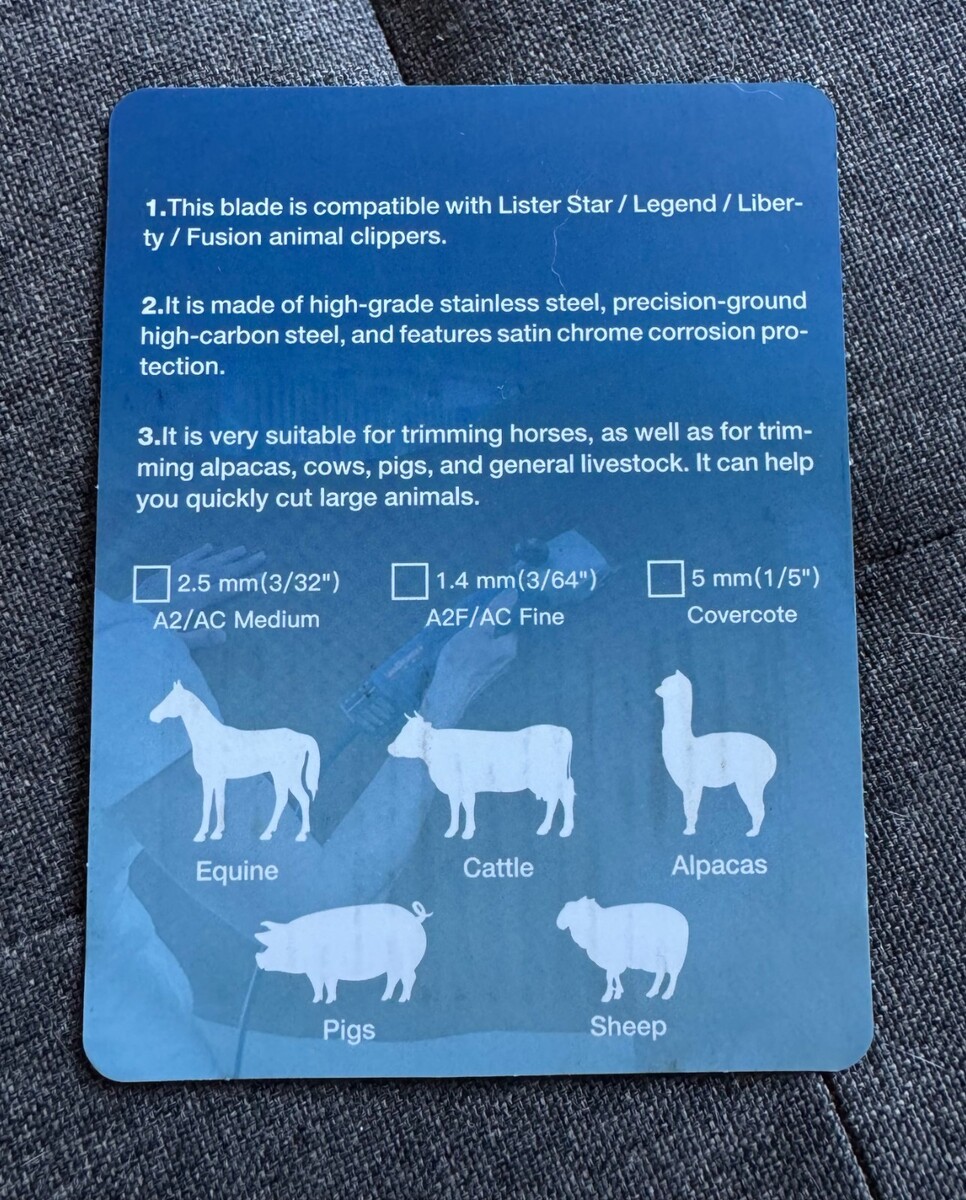 1.This blade is compatible with Lister Star / Legend / Liber-
ty / Fusion animal clippers.
2.It is made of high-grade stainless steel, precision-ground
high-carbon steel, and features satin chrome corrosion pro-
tection.
3.It is very suitable for trimming horses, as well as for trim-
ming alpacas, cows, pigs, and general livestock. It can help
you quickly cut large animals.
2.5 mm(3/32") 1.4 mm(3/64") 5 mm(1/5")
A2/AC Medium A2F/AC Fine Covercote
Equine Cattle Alpacas
Pigs Sheep